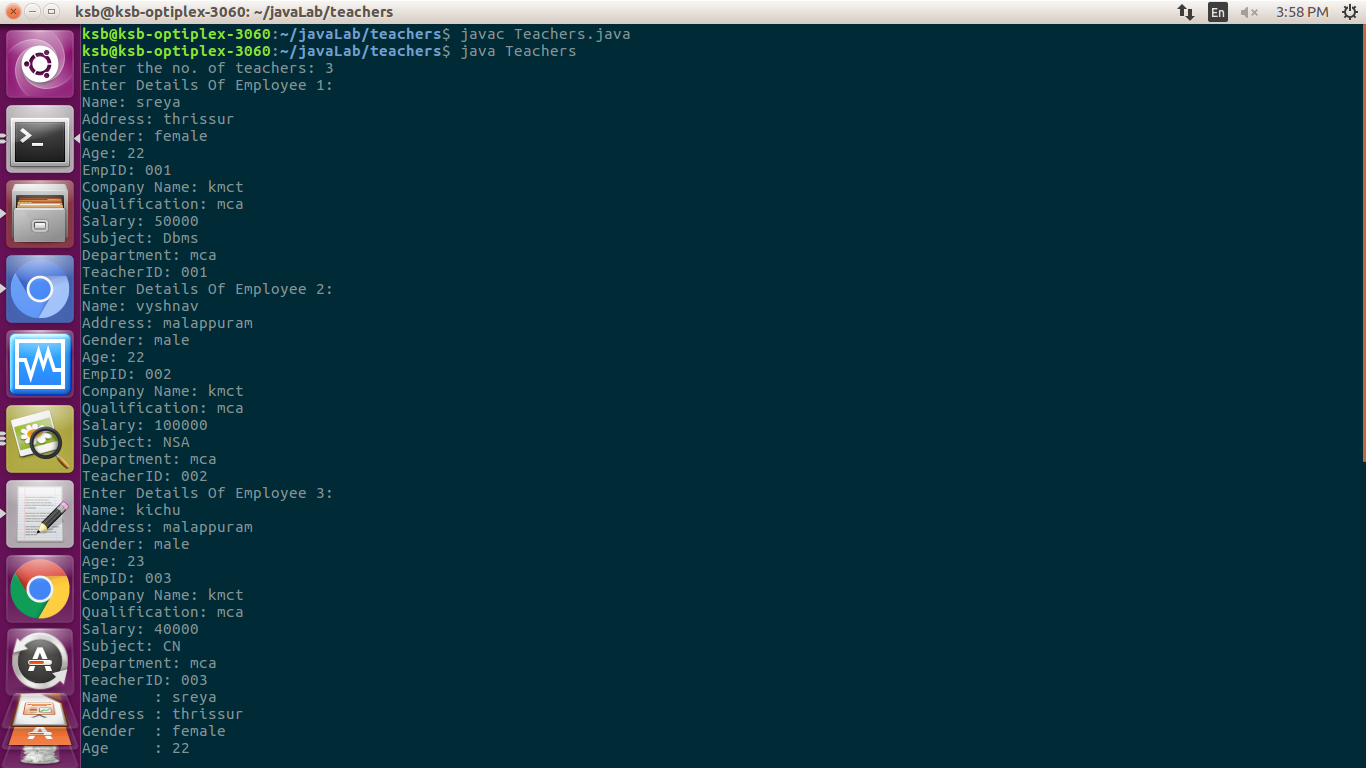 ksb@ksb-optiplex-3060: ~/javaLab/teachers
En
3:58 PM
ksb@ksb-optiplex-3060:~/javaLab/teachers$ javac Teachers.java
ksb@ksb-optiplex-3060:~/javaLab/teachers$ java Teachers
Enter the no. of teachers: 3
Enter Details Of Employee 1:
Name: sreya
Address: thrissur
Gender: female
Age: 22
EmpID: 001
Company Name: kmct
Qualification: mca
Salary: 50000
Subject: Dbms
Department: mca
TeacherID: 001
Enter Details Of Employee 2:
Name: vyshnav
Address: malappuram
Gender: male
Age: 22
EmpID: 002
Company Name: kmct
Qualification: mca
Salary: 100000
Subject: NSA
Department: mca
TeacherID: 002
Enter Details Of Employee 3:
Name: kichu
Address: malappuram
Gender: male
Age: 23
EmpID: 003
Company Name: kmct
Qualification: mca
Salary: 40000
Subject: CN
Department: mca
TeacherID: 003
Name    : sreya
Address : thrissur
Gender  : female
Age     : 22